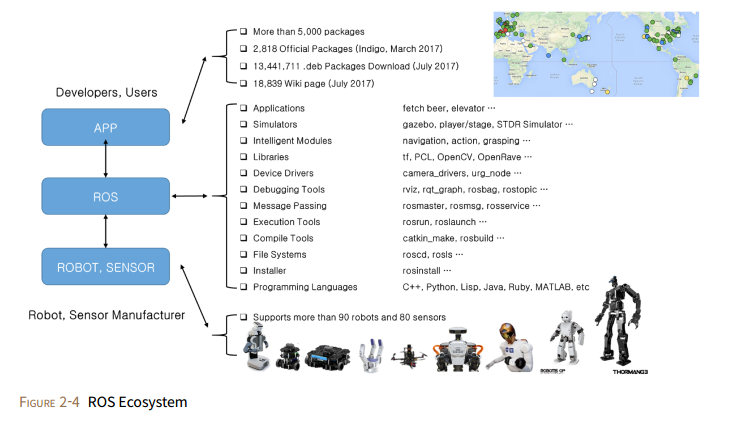 ❑ More than 5,000 packages
❑ 2,818 Official Packages (Indigo, March 2017)
❑ 13,441,711 .deb Packages Download (July 2017)
❑ 18,839 Wiki page (July 2017)
Developers, Users
APP
ROS
ROBOT, SENSOR
Robot, Sensor Manufacturer
❑ Applications fetch beer, elevator ···
❑ Simulators gazebo, player/stage, STDR Simulator ···
❑ Intelligent Modules navigation, action, grasping ···
❑ Libraries tf, PCL, OpenCV, OpenRave ···
❑ Device Drivers camera_drivers, urg_node ···
❑ Debugging Tools rviz, rqt_graph, rosbag, rostopic ···
❑ Message Passing rosmaster, rosmsg, rosservice ···
❑ Execution Tools rosrun, roslaunch ···
❑ Compile Tools catkin_make, rosbuild ···
❑ File Systems roscd, rosls ···
❑ Installer rosinstall ···
❑ Programming Languages C++, Python, Lisp, Java, Ruby, MATLAB, etc
❑ Supports more than 90 robots and 80 sensors
ROBOTIS OP
THORMANG3
FIGURE 2-4 ROS Ecosystem